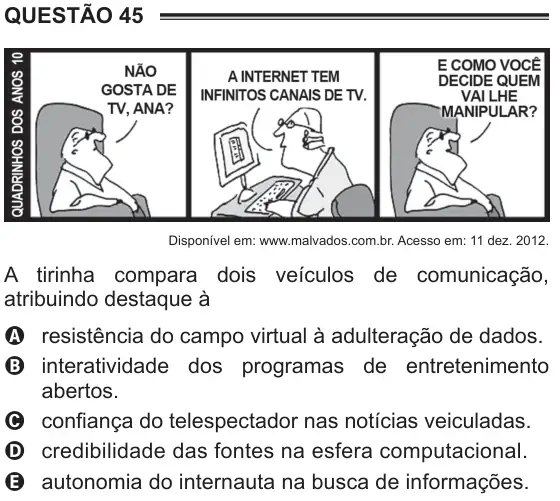 QUESTÃO 45
QUADRINHOS DOS ANOS 10
NÃO
GOSTA DE
TV, ANA?
A INTERNET TEM
INFINITOS CANAIS DE TV.
E COMO VOCÊ
DECIDE QUEM
VAI LHE
MANIPULAR?
Disponível em: www.malvados.com.br. Acesso em: 11 dez. 2012.
A tirinha compara dois veículos de comunicação,
atribuindo destaque à
A resistência do campo virtual à adulteração de dados.
B interatividade dos programas de entretenimento
abertos.
C confiança do telespectador nas notícias veiculadas.
D credibilidade das fontes na esfera computacional.
E autonomia do internauta na busca de informações.